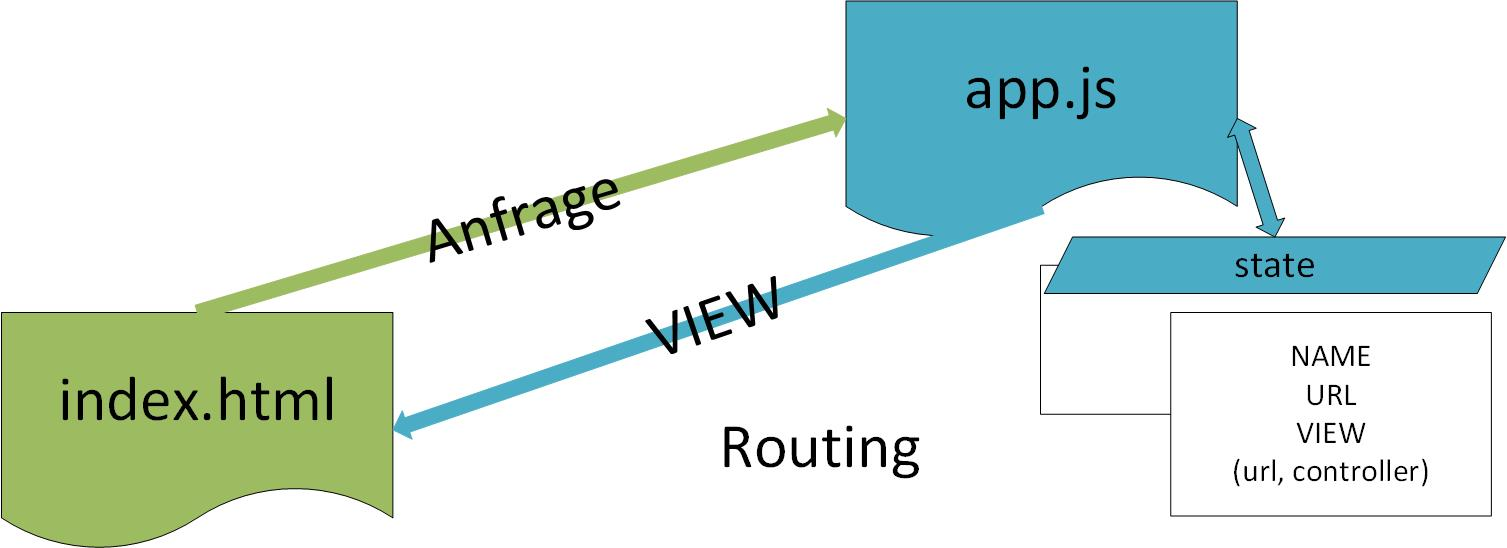 app.js
Anfrage
state
VIEW
NAME
URL
VIEW
(url, controller)
index.html
Routing